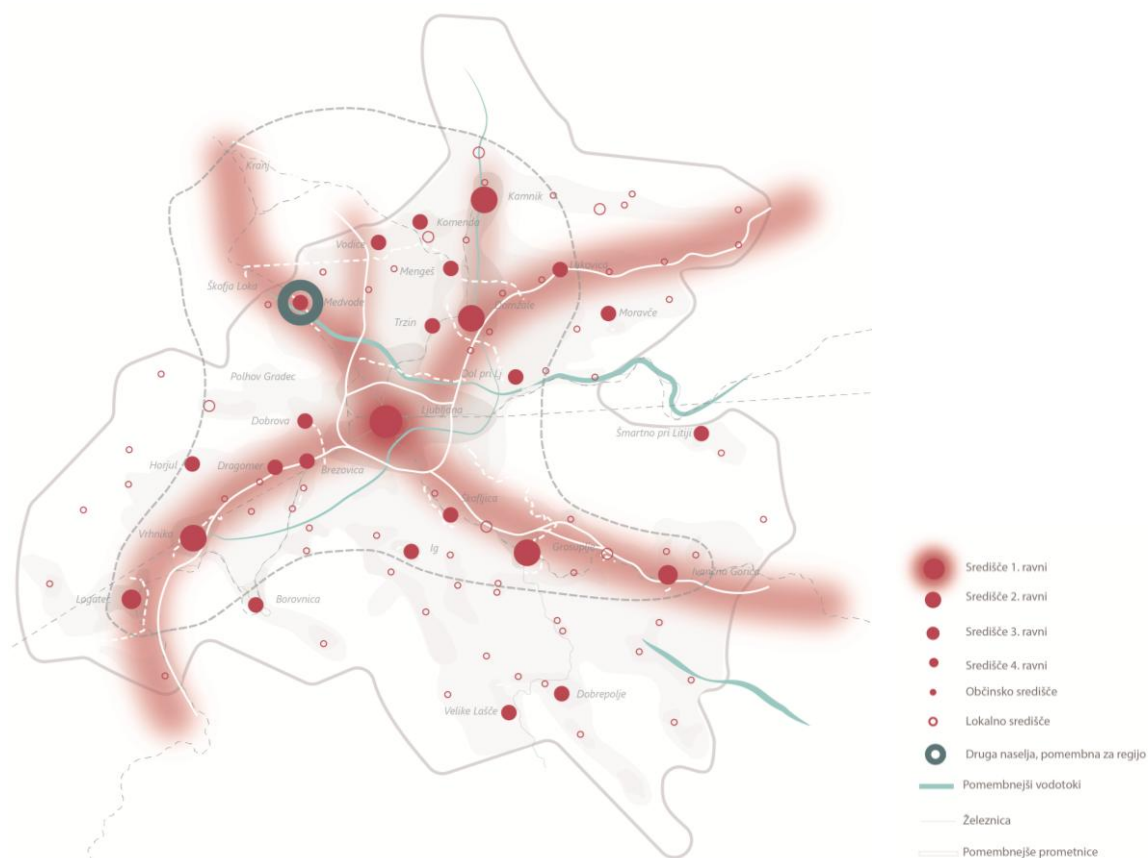 Kranj
Kamnik
Komenda
Vodice
Mengeš
Lukovica
Škofja Loka
Medvode
Domžale
Moravče
Trzin
Polhov Gradec
Dol pri Lj
Ljubljana
Dobrova
Šmartno pri Litiji
Horjul
Dragomer
Brezovica
Škofljica
Vrhnika
Ig
Grosuplje
Ivančna Gorica
Logatec
Borovnica
Dobrepolje
Velike Lašče
Središče 1. ravni
Središče 2. ravni
Središče 3. ravni
Središče 4. ravni
Občinsko središče
Lokalno središče
Druga naselja, pomembna za regijo
Pomembnejši vodotoki
Železnica
Pomembnejše prometnice